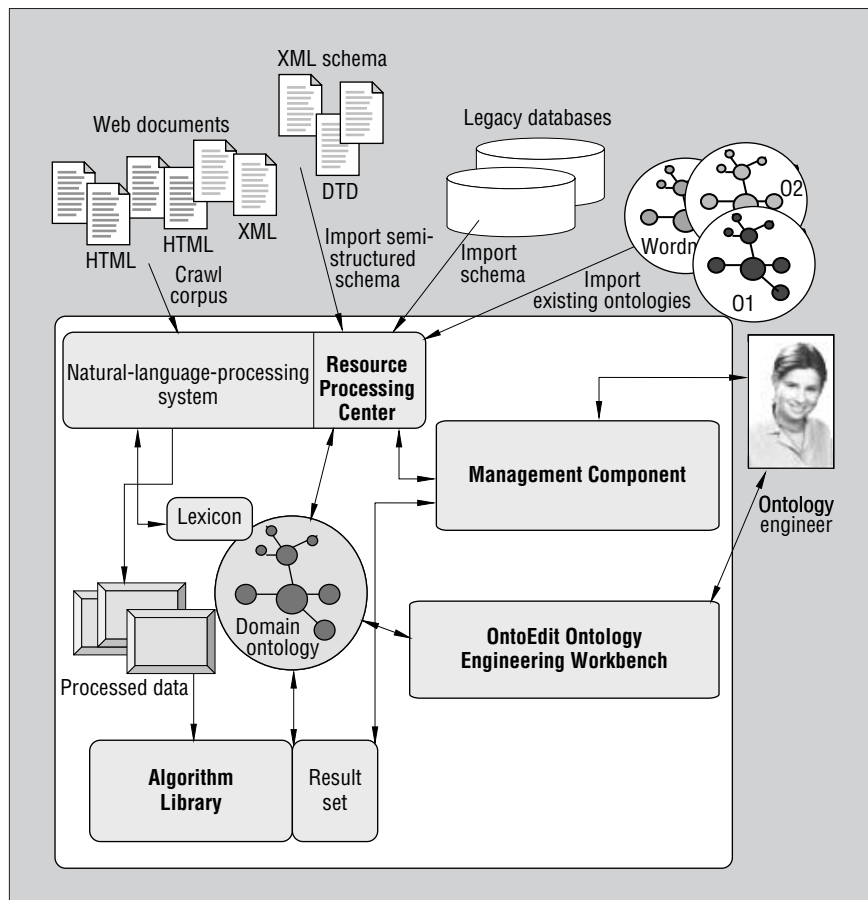 XML schema
Web documents
Legacy databases
DTD
HTML
HTML
XML
O2
Wordn
O1
Crawl
corpus
Import semi-
structured
schema
Import
schema
Import
existing ontologies
Natural-language-processing
system
Resource
Processing
Center
Management Component
Ontology
engineer
Lexicon
Domain
ontology
OntoEdit Ontology
Engineering Workbench
Processed data
Algorithm
Library
Result
set